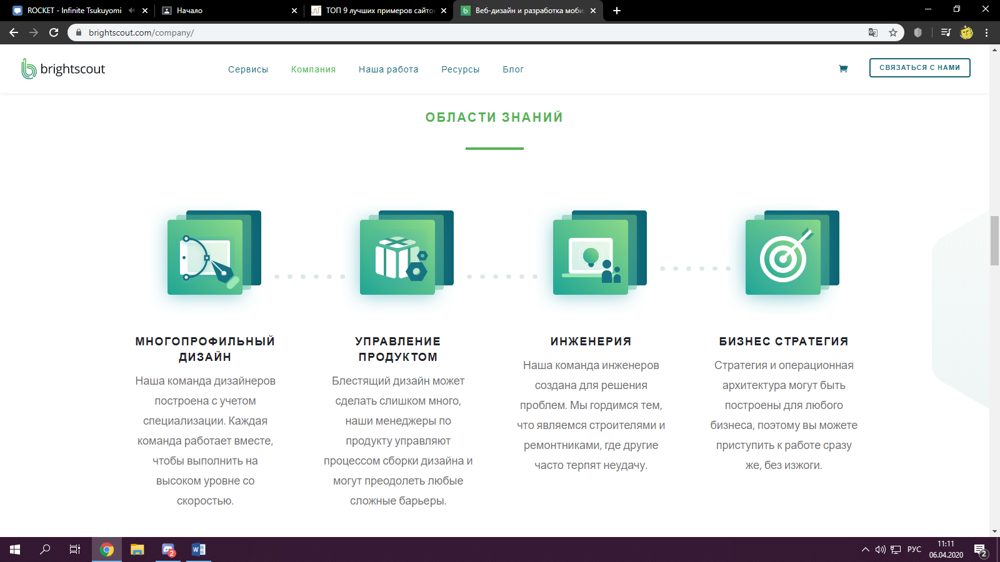 ROCKET - Infinite Tsukuyomi
Начало
ТОП 9 лучших примеров сайтов
Веб-дизайн и разработка моби
brightscout.com/company/
brightscout
Сервисы
Компания
Наша работа
Ресурсы
Блог
СВЯЗАТЬСЯ С НАМИ
ОБЛАСТИ ЗНАНИЙ
МНОГОПРОФИЛЬНЫЙ
ДИЗАЙН
Наша команда дизайнеров
построена с учетом
специализации. Каждая
команда работает вместе,
чтобы выполнить на
высоком уровне со
скоростью.
УПРАВЛЕНИЕ
ПРОДУКТОМ
Блестящий дизайн может
сделать слишком много,
наши менеджеры по
продукту управляют
процессом сборки дизайна и
могут преодолеть любые
сложные барьеры.
ИНЖЕНЕРИЯ
Наша команда инженеров
создана для решения
проблем. Мы гордимся тем,
что являемся строителями и
ремонтниками, где другие
часто терпят неудачу.
БИЗНЕС СТРАТЕГИЯ
Стратегия и операционная
архитектура могут быть
построены для любого
бизнеса, поэтому вы можете
приступить к работе сразу
же, без изжоги.
2
РУС
11:11
06.04.2020
2